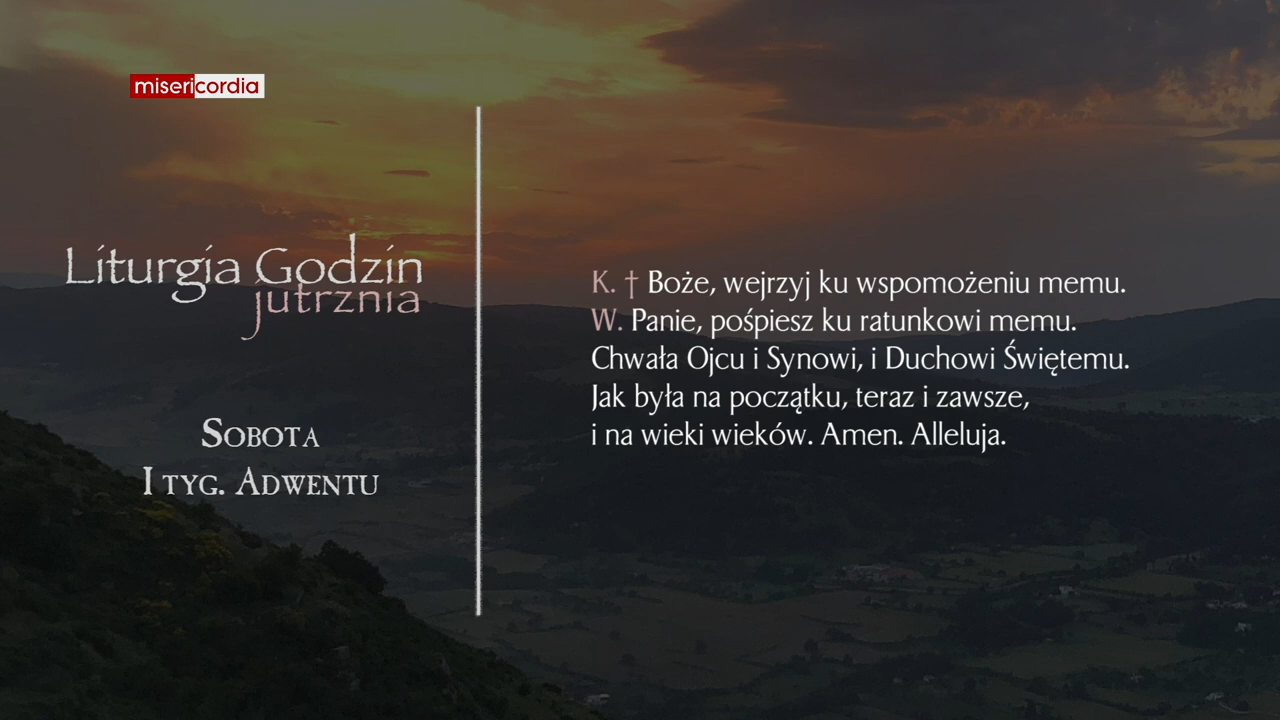 misericordia
Liturgia Godzin
jutrznia
Sobota
I tyg. Adwentu
K. † Boże, wejrzyj ku wspomożeniu memu.
W. Panie, pośpiesz ku ratunkowi memu.
Chwała Ojcu i Synowi, i Duchowi Świętemu.
Jak była na początku, teraz i zawsze,
i na wieki wieków. Amen. Alleluja.